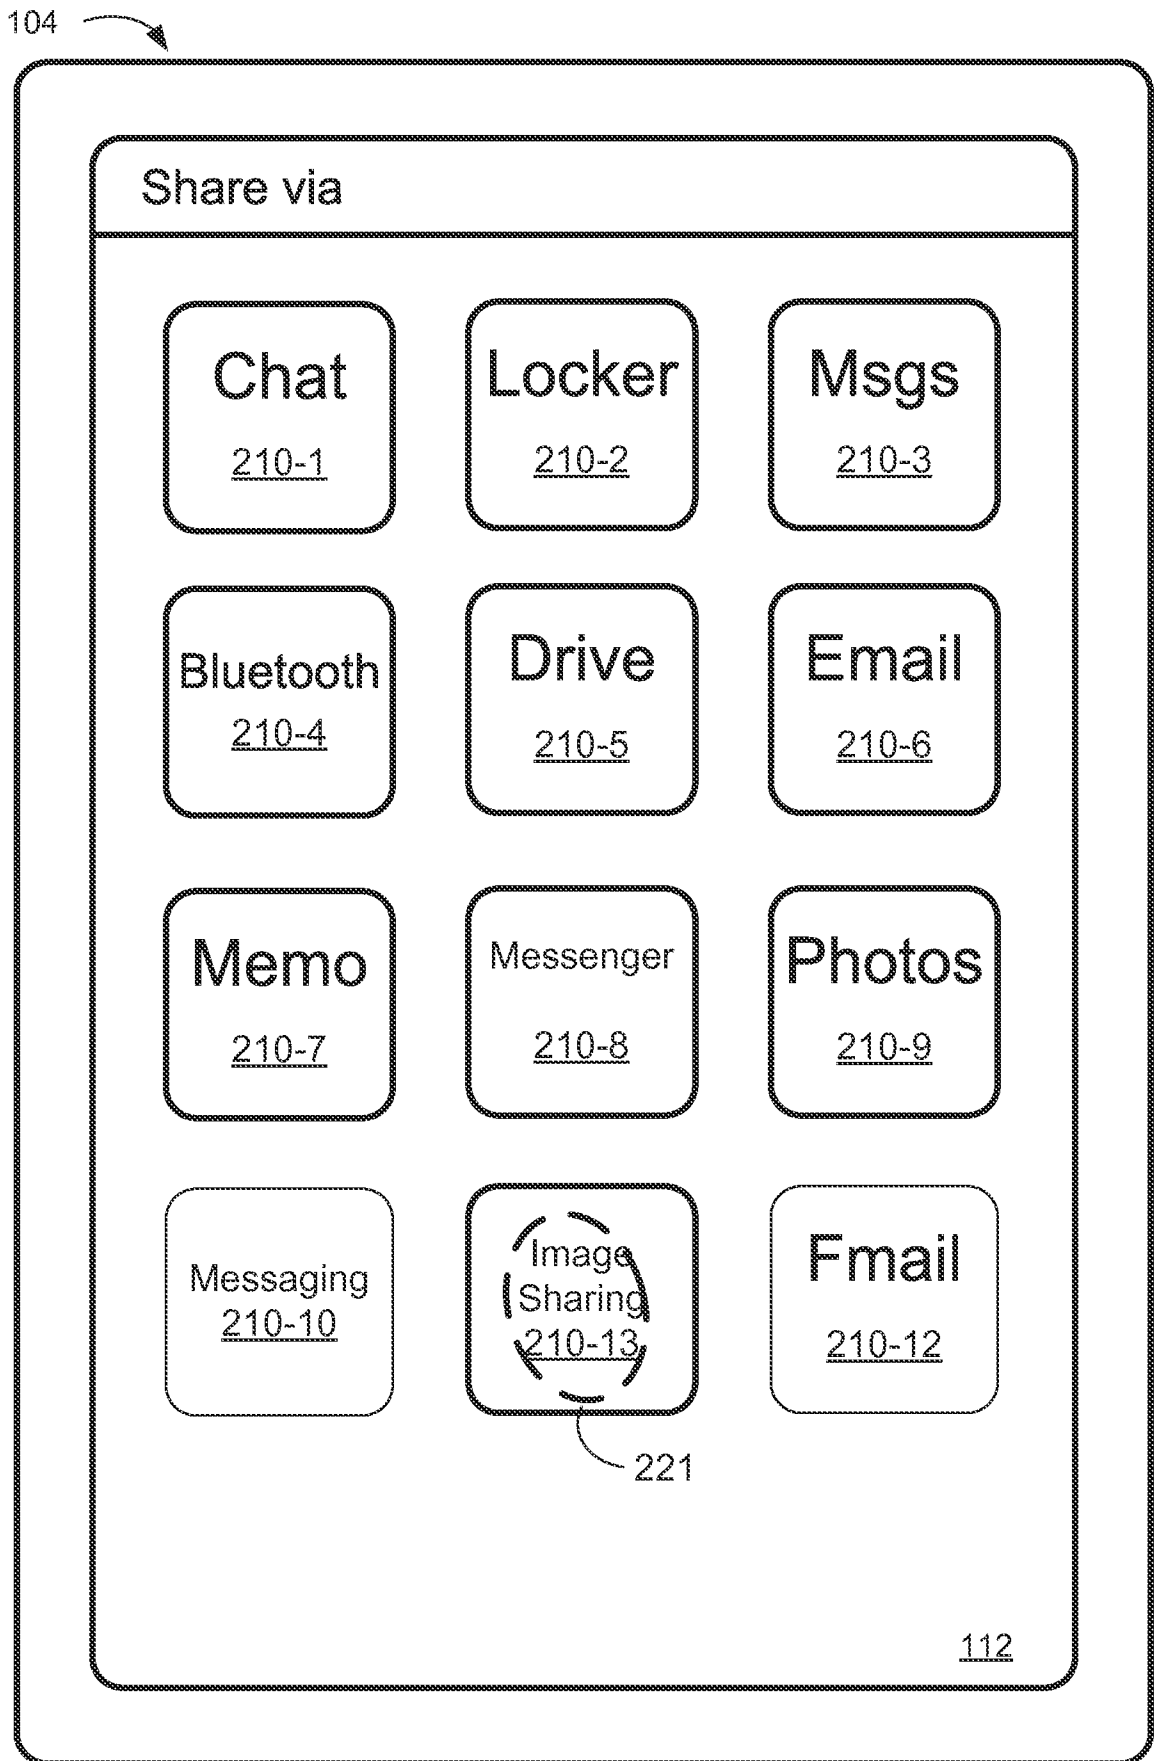 104
Share via
Chat
210-1
Locker
210-2
Msgs
210-3
Bluetooth
210-4
Drive
210-5
Email
210-6
Memo
210-7
Messenger
210-8
Photos
210-9
Messaging
210-10
Image
Sharing
210-13
Fmail
210-12
221
112